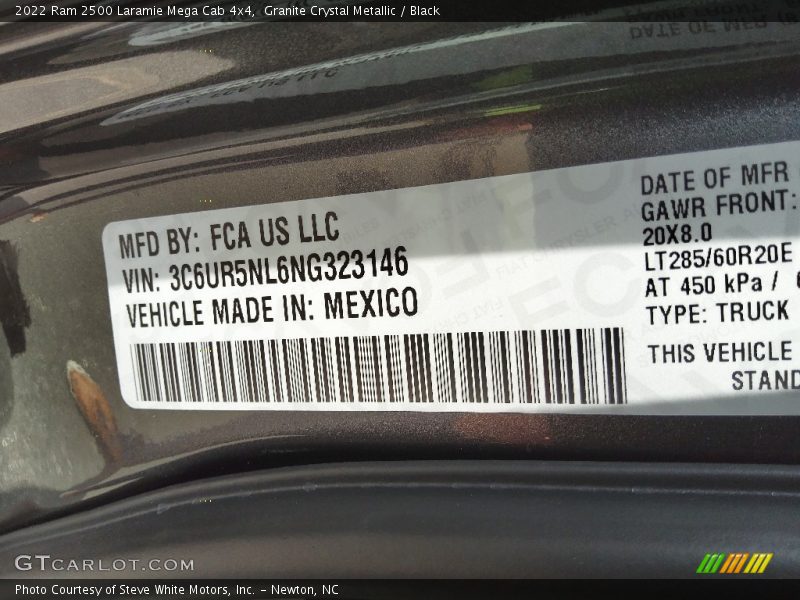 2022 Ram 2500 Laramie Mega Cab 4x4, Granite Crystal Metallic / Black
MFD BY: FCA US LLC
VIN: 3C6UR5NL6NG323146
VEHICLE MADE IN: MEXICO
DATE OF MFR
GAWR FRONT:
20X8.0
LT285/60R20E
AT 450 kPa /
TYPE: TRUCK
THIS VEHICLE
STAND
GTCARLOT.COM
Photo Courtesy of Steve White Motors, Inc. – Newton, NC